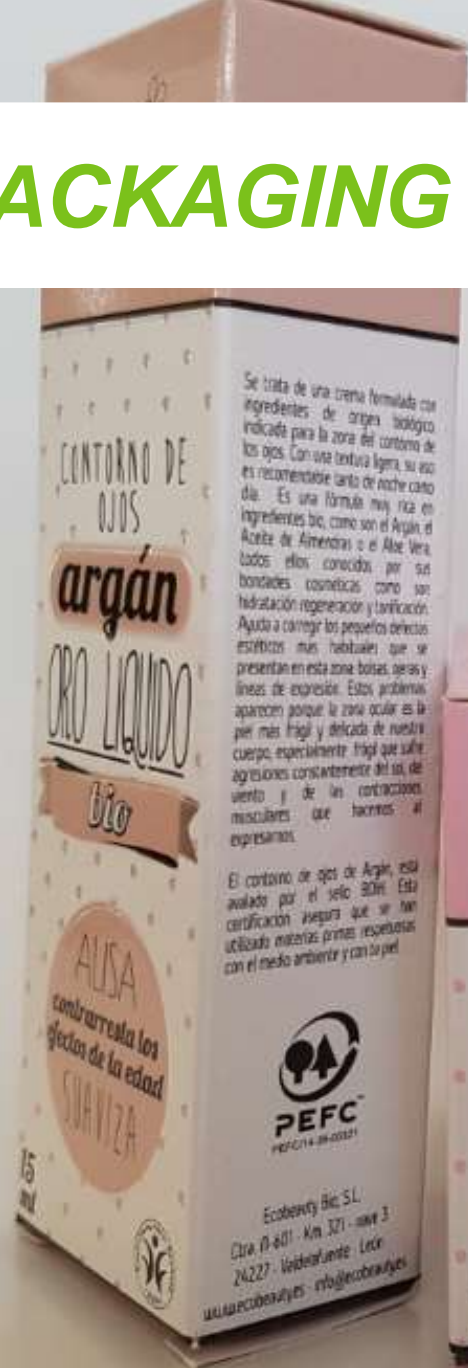 ACKAGING
CONTORNO DE
OJOS
argán
ORO LIQUIDO
bio
ALISA
contrarresta los
efectos de la edad
SUAVIZA
15
ml
Se trata de una crema formulada con
ingredientes de origen biológico,
indicada para la zona del contorno de
los ojos. Con una textura ligera, su uso
es recomendable tanto de noche como
día. Es una fórmula muy rica en
ingredientes bio, como son el Argán, el
Aceite de Almendras o el Aloe Vera,
todos ellos conocidos por sus
bondades cosméticas como son
hidratación regeneración y tonificación.
Ayuda a corregir los pequeños defectos
estéticos mas habituales que se
presentan en esta zona: bolsas, ojeras y
líneas de expresión. Estos problemas
aparecen porque la zona ocular es la
piel más frágil y delicada de nuestro
cuerpo, especialmente frágil que sufre
agresiones constantemente del sol, del
viento y de las contracciones
musculares que hacemos al
expresarnos.
El contorno de ojos de Argán, está
avalado por el sello BDIH. Esta
certificación asegura que se han
utilizado materias primas respetuosas
con el medio ambiente y con tu piel.
PEFC™
PEFC/14-38-00321
Ecobeauty Bio, S.L.
Ctra. N-601 · Km. 321 - nave 3
24227 · Valdelafuente · León
www.ecobeauty.es · info@ecobeauty.es